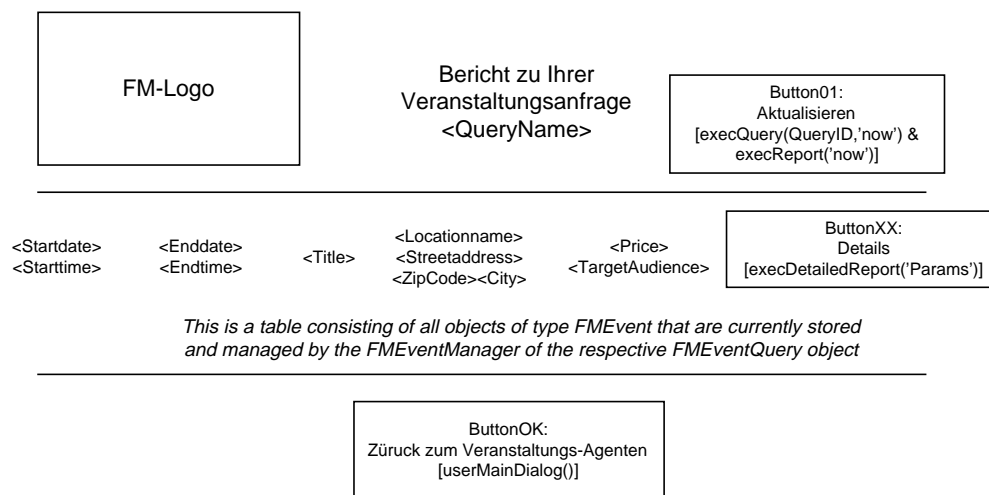 FM-Logo
Bericht zu Ihrer
Veranstaltungsanfrage
<QueryName>
Button01:
Aktualisieren
[execQuery(QueryID,'now') &
execReport('now')]
<Startdate>
<Starttime>
<Enddate>
<Endtime>
<Title>
<Locationname>
<Streetaddress>
<ZipCode><City>
<Price>
<TargetAudience>
ButtonXX:
Details
[execDetailedReport('Params')]
This is a table consisting of all objects of type FMEvent that are currently stored
and managed by the FMEventManager of the respective FMEventQuery object
ButtonOK:
Züruck zum Veranstaltungs-Agenten
[userMainDialog()]